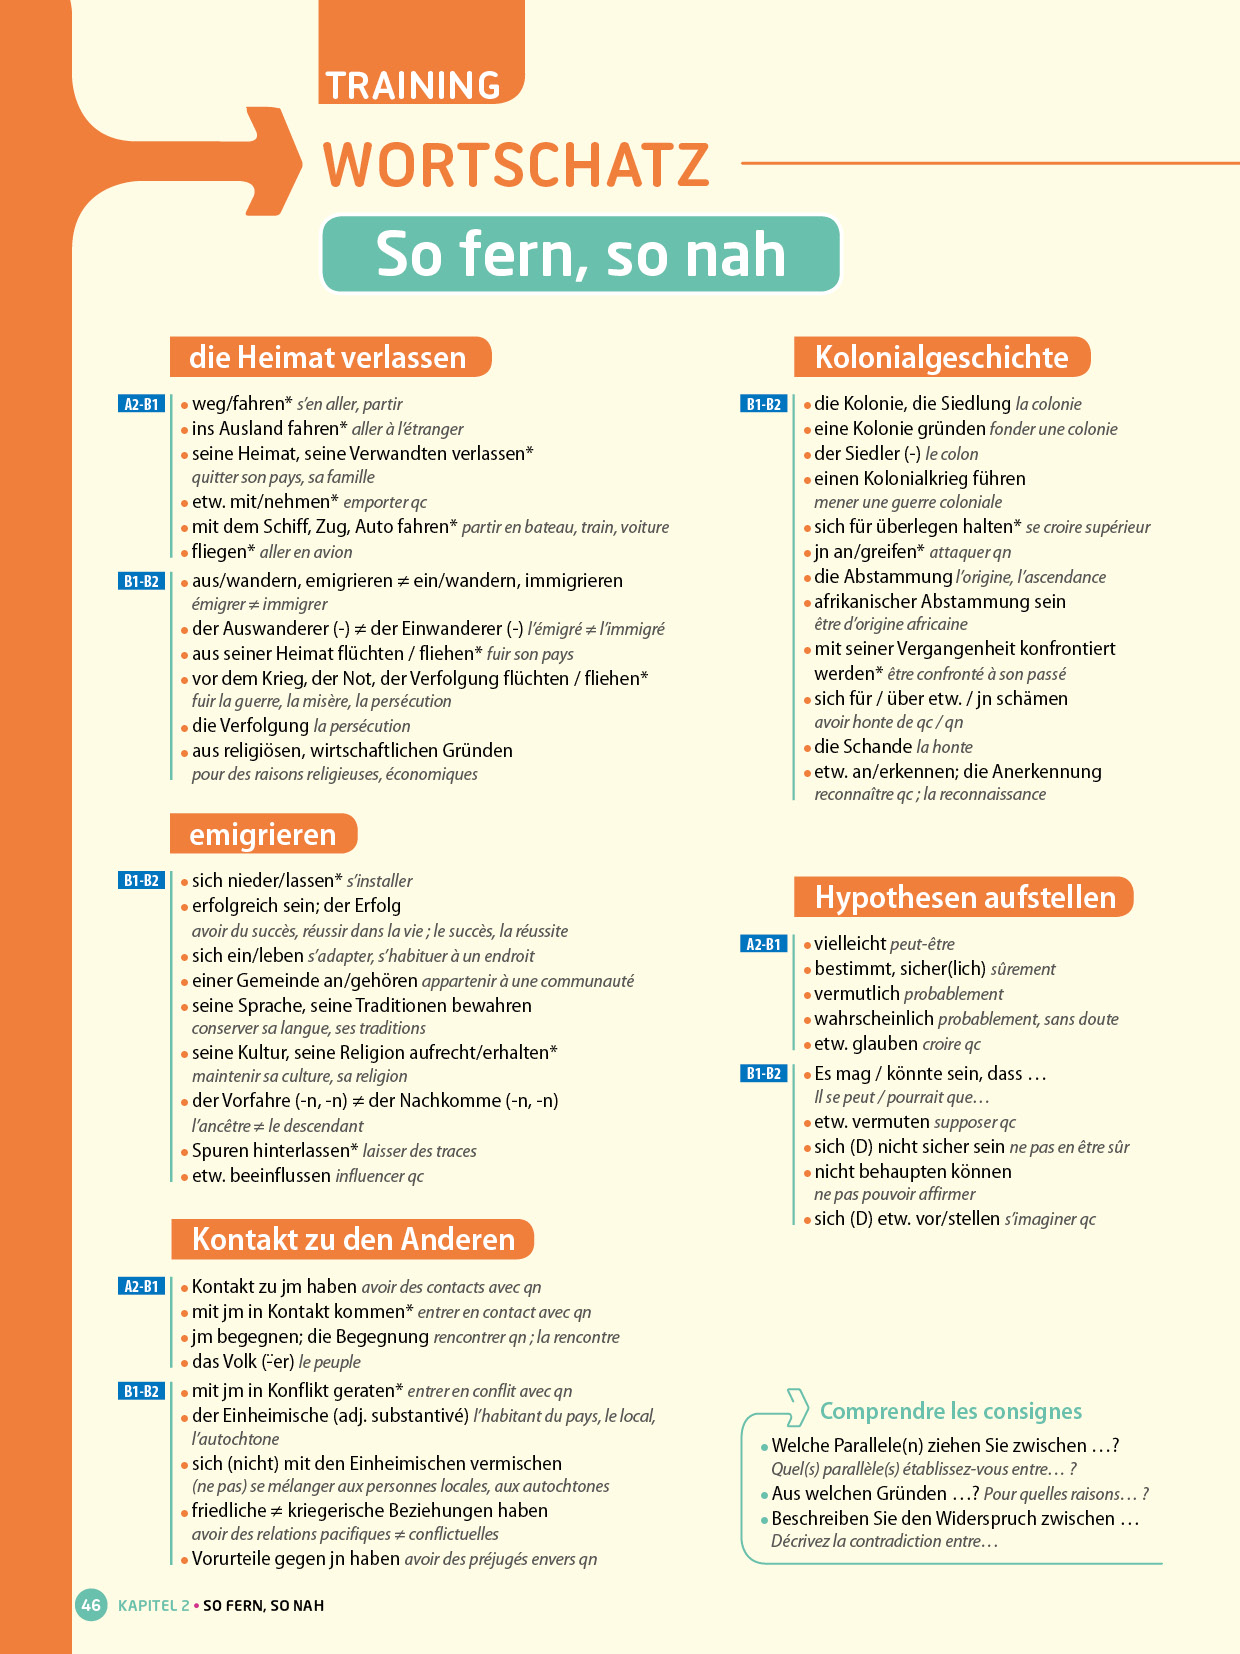 TRAINING
WORTSCHATZ
So fern, so nah
die Heimat verlassen
A2-B1
• weg/fahren* s'en aller, partir
• ins Ausland fahren* aller à l'étranger
• seine Heimat, seine Verwandten verlassen*
quitter son pays, sa famille
• etw. mit/nehmen* emporter qc
• mit dem Schiff, Zug, Auto fahren* partir en bateau, train, voiture
• fliegen* aller en avion
B1-B2
• aus/wandern, emigrieren ≠ ein/wandern, immigrieren
émigrer ≠ immigrer
• der Auswanderer (-) ≠ der Einwanderer (-) l'émigré ≠ l'immigré
• aus seiner Heimat flüchten / fliehen* fuir son pays
• vor dem Krieg, der Not, der Verfolgung flüchten / fliehen*
fuir la guerre, la misère, la persécution
• die Verfolgung la persécution
• aus religiösen, wirtschaftlichen Gründen
pour des raisons religieuses, économiques
emigrieren
B1-B2
• sich nieder/lassen* s'installer
• erfolgreich sein; der Erfolg
avoir du succès, réussir dans la vie ; le succès, la réussite
• sich ein/leben s'adapter, s'habituer à un endroit
• einer Gemeinde an/gehören appartenir à une communauté
• seine Sprache, seine Traditionen bewahren
conserver sa langue, ses traditions
• seine Kultur, seine Religion aufrecht/erhalten*
maintenir sa culture, sa religion
• der Vorfahre (-n, -n) ≠ der Nachkomme (-n, -n)
l'ancêtre ≠ le descendant
• Spuren hinterlassen* laisser des traces
• etw. beeinflussen influencer qc
Kontakt zu den Anderen
A2-B1
• Kontakt zu jm haben avoir des contacts avec qn
• mit jm in Kontakt kommen* entrer en contact avec qn
• jm begegnen; die Begegnung rencontrer qn ; la rencontre
• das Volk (-̈er) le peuple
B1-B2
• mit jm in Konflikt geraten* entrer en conflit avec qn
• der Einheimische (adj. substantivé) l'habitant du pays, le local,
l'autochtone
• sich (nicht) mit den Einheimischen vermischen
(ne pas) se mélanger aux personnes locales, aux autochtones
• friedliche ≠ kriegerische Beziehungen haben
avoir des relations pacifiques ≠ conflictuelles
• Vorurteile gegen jn haben avoir des préjugés envers qn
Kolonialgeschichte
B1-B2
• die Kolonie, die Siedlung la colonie
• eine Kolonie gründen fonder une colonie
• der Siedler (-) le colon
• einen Kolonialkrieg führen
mener une guerre coloniale
• sich für überlegen halten* se croire supérieur
• jn an/greifen* attaquer qn
• die Abstammung l'origine, l'ascendance
• afrikanischer Abstammung sein
être d'origine africaine
• mit seiner Vergangenheit konfrontiert
werden* être confronté à son passé
• sich für / über etw. / jn schämen
avoir honte de qc / qn
• die Schande la honte
• etw. an/erkennen; die Anerkennung
reconnaître qc ; la reconnaissance
Hypothesen aufstellen
A2-B1
• vielleicht peut-être
• bestimmt, sicher(lich) sûrement
• vermutlich probablement
• wahrscheinlich probablement, sans doute
• etw. glauben croire qc
B1-B2
• Es mag / könnte sein, dass …
Il se peut / pourrait que…
• etw. vermuten supposer qc
• sich (D) nicht sicher sein ne pas en être sûr
• nicht behaupten können
ne pas pouvoir affirmer
• sich (D) etw. vor/stellen s'imaginer qc
Comprendre les consignes
• Welche Parallele(n) ziehen Sie zwischen …?
Quel(s) parallèle(s) établissez-vous entre… ?
• Aus welchen Gründen …? Pour quelles raisons… ?
• Beschreiben Sie den Widerspruch zwischen …
Décrivez la contradiction entre…
46 KAPITEL 2 • SO FERN, SO NAH